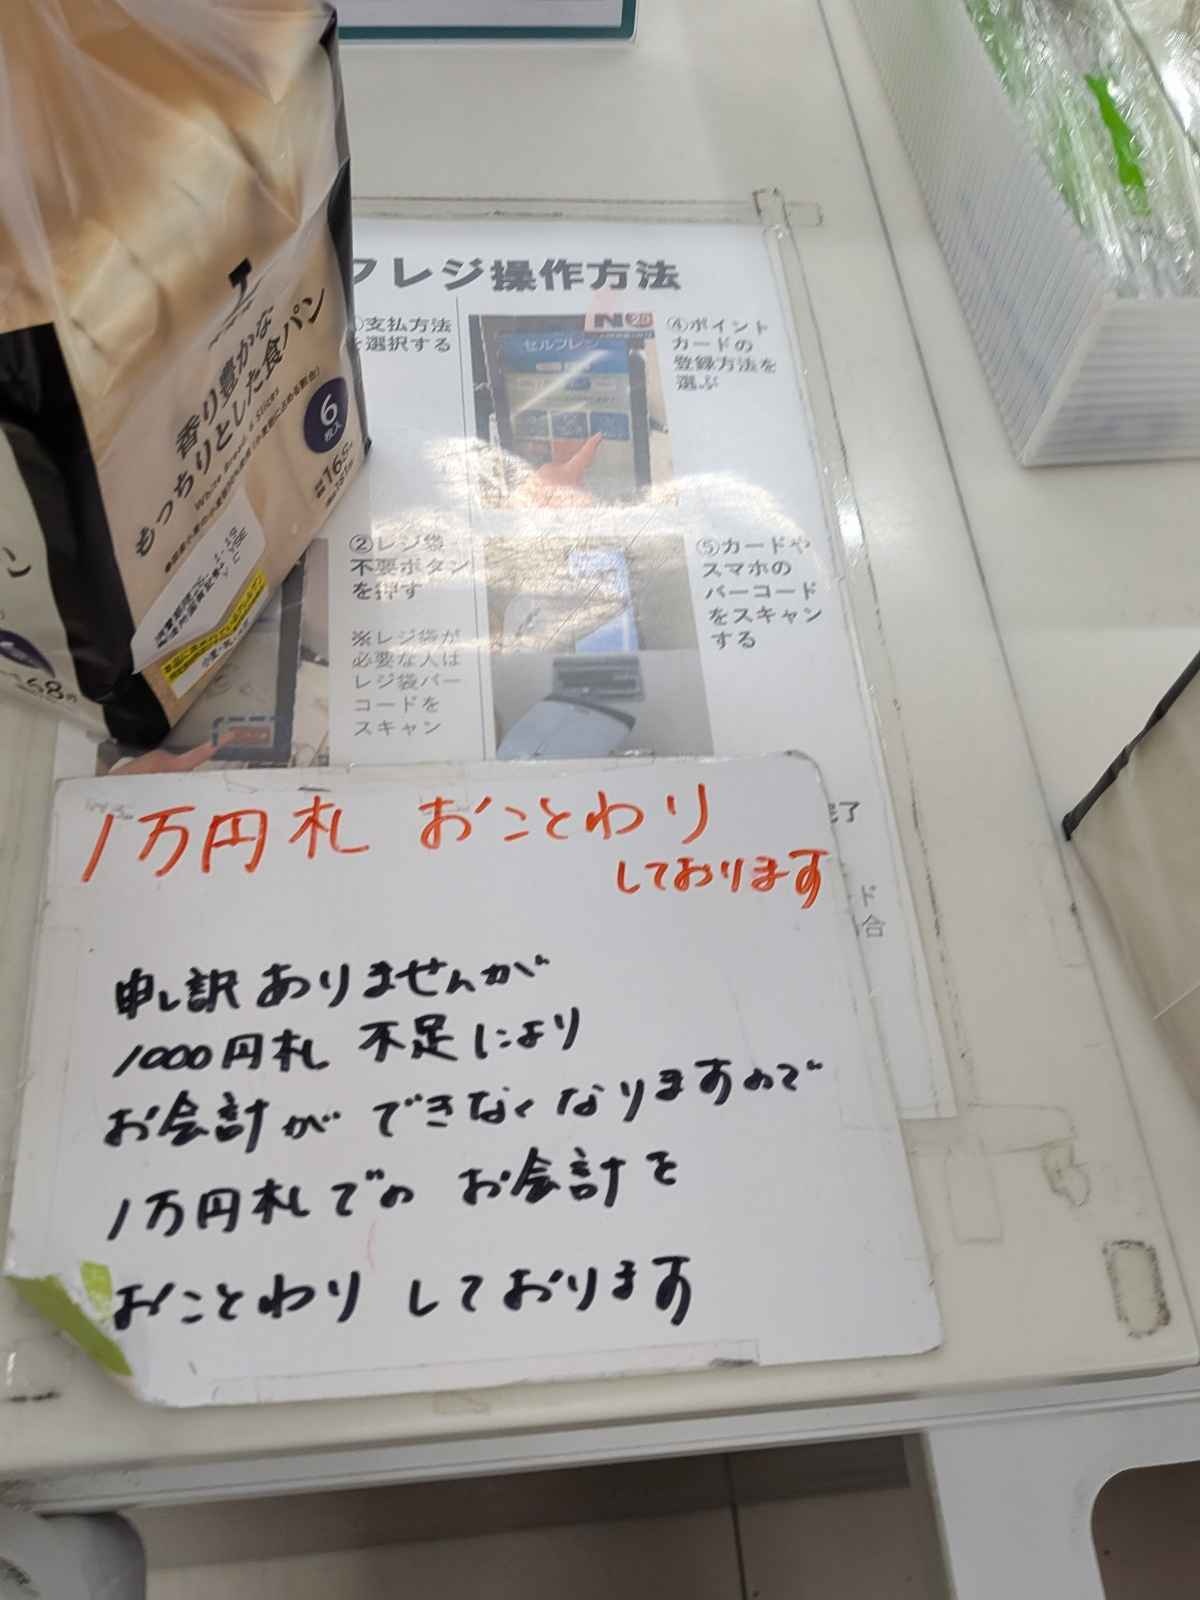 フレジ操作方法
支払方法
を選択する
セルフレジ
④ポイント
カードの
登録方法を
選ぶ
香り豊かな
もっちりとした食パン
White Bread, 6 Slices
6
枚入
②レジ袋
不要ボタン
を押す
※レジ袋が
必要な人は
レジ袋バー
コードを
スキャン
⑤カードや
スマホの
バーコード
をスキャン
する
完了
ド
合
1万円札 おことわり
しております
申し訳ありませんが
1000円札 不足により
お会計ができなくなりますので
1万円札での お会計を
おことわり しております